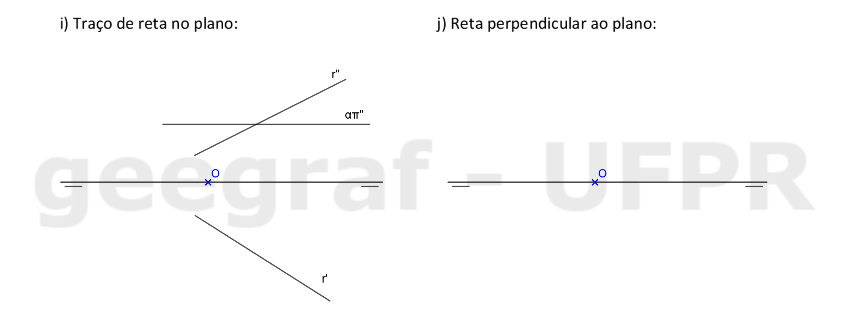 i) Traço de reta no plano:
j) Reta perpendicular ao plano:
r''
απ''
O
O
r'
geegraf - UFPR